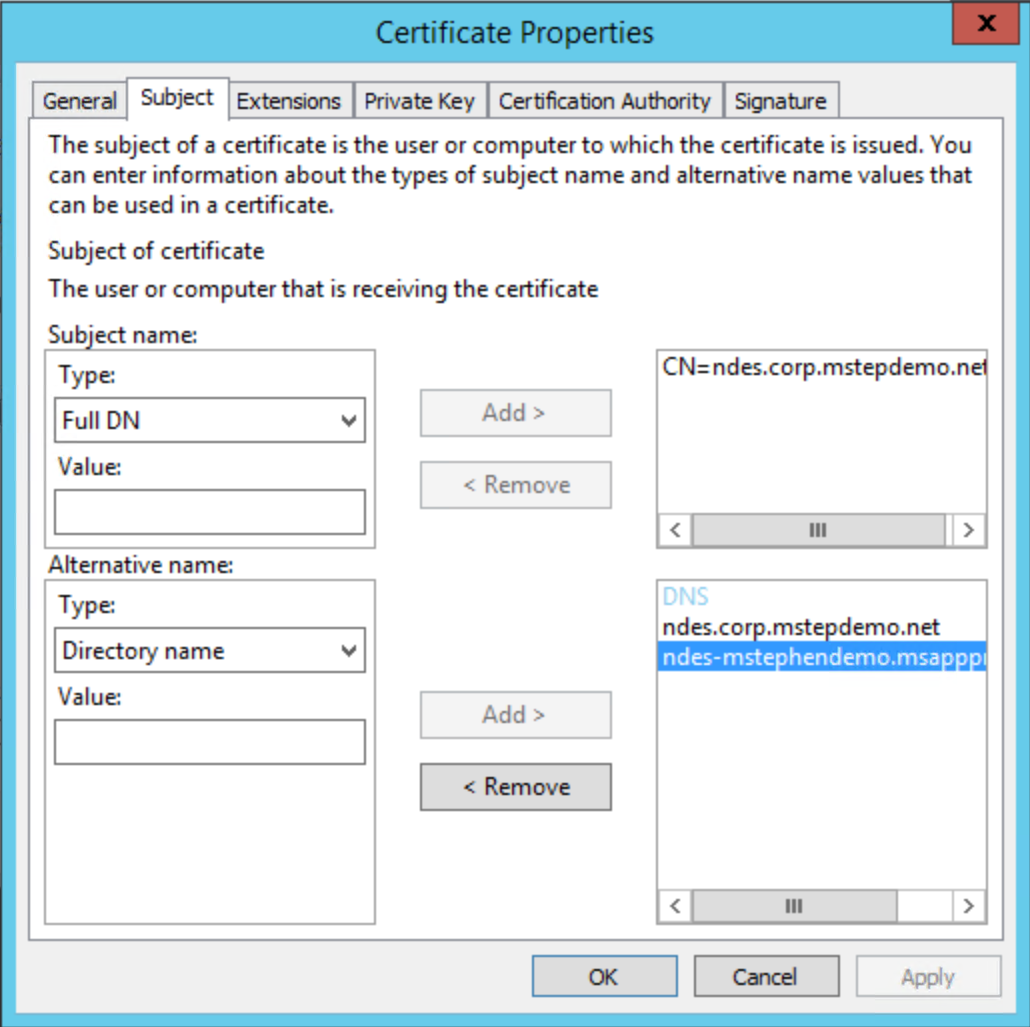 Certificate Properties
x
General Subject Extensions Private Key Certification Authority Signature
The subject of a certificate is the user or computer to which the certificate is issued. You
can enter information about the types of subject name and alternative name values that
can be used in a certificate.
Subject of certificate
The user or computer that is receiving the certificate
Subject name:
Type:
Full DN
Value:
Add >
< Remove
CN=ndes.corp.mstepdemo.net
Alternative name:
Type:
Directory name
Value:
Add >
< Remove
DNS
ndes.corp.mstepdemo.net
ndes-mstephendemo.msapppr
OK Cancel Apply